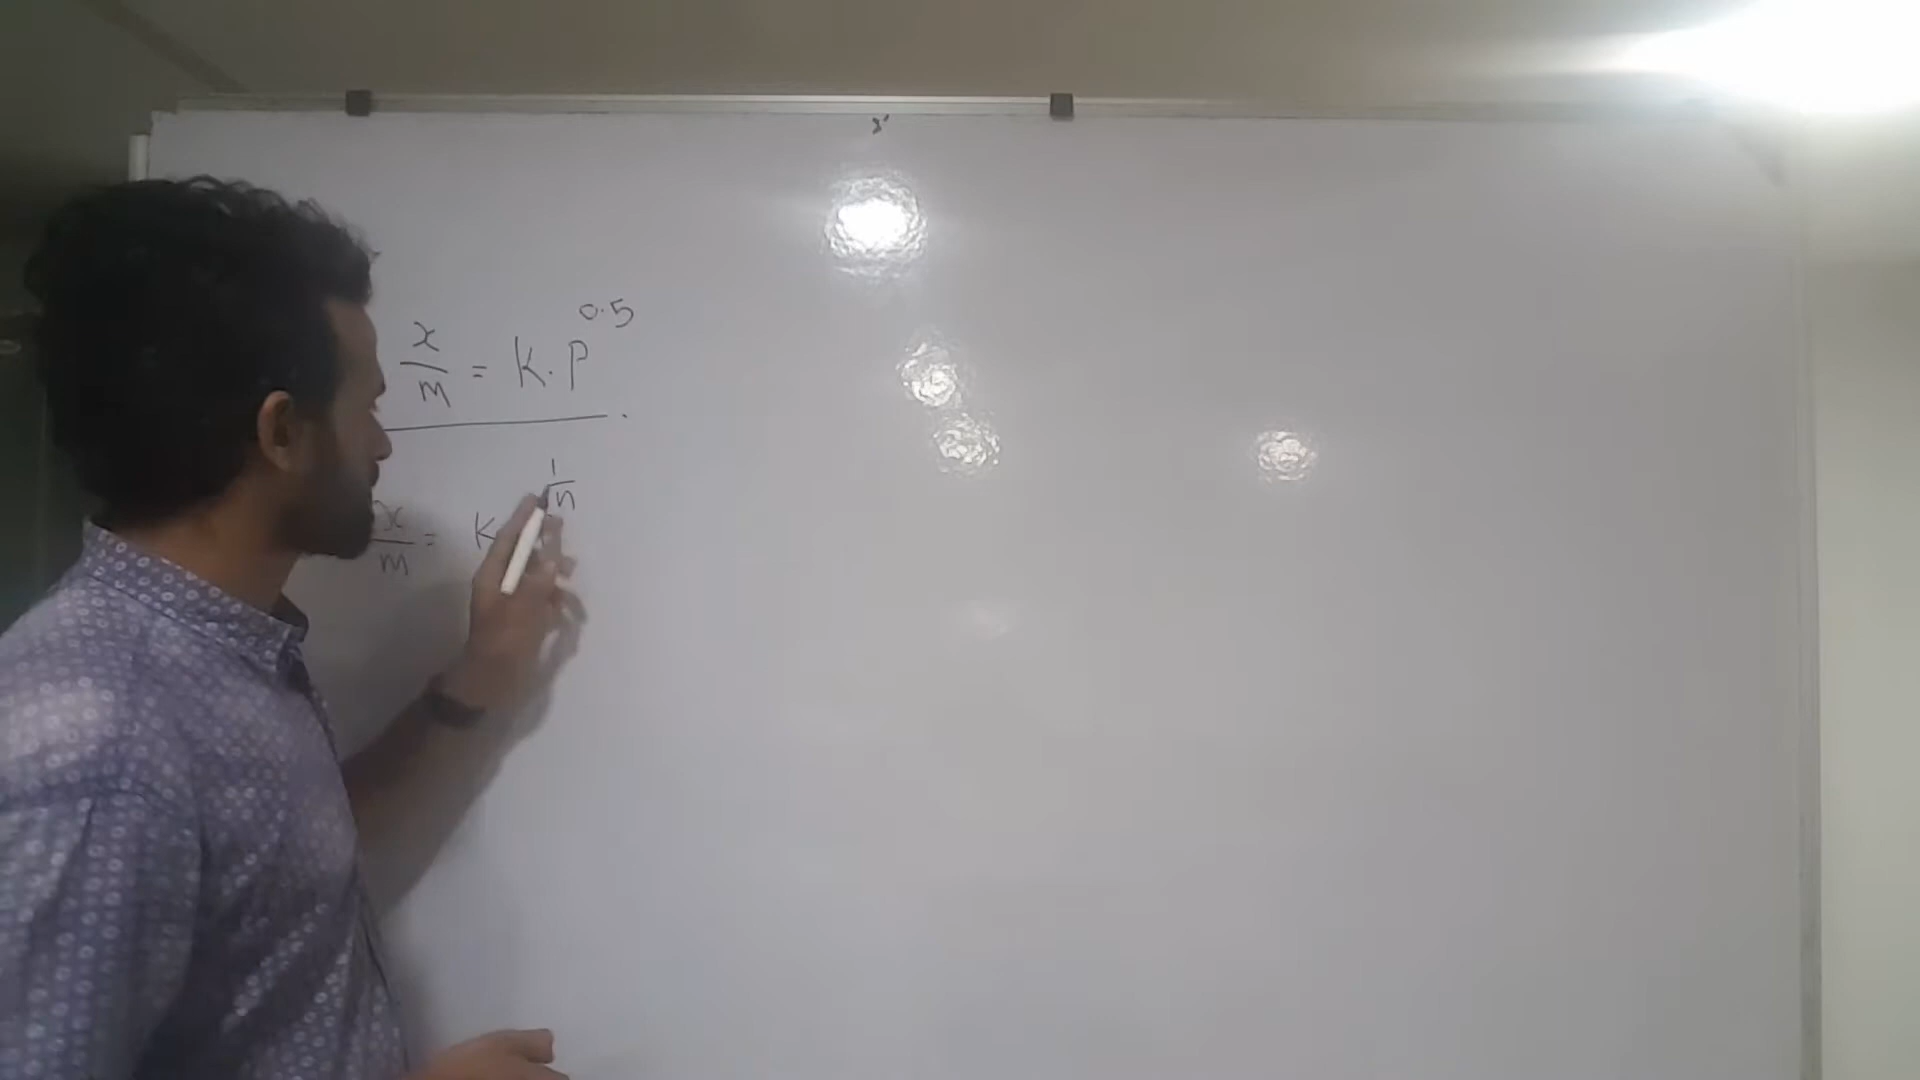 x/m = K. P^0.5
x/m = K 1/n